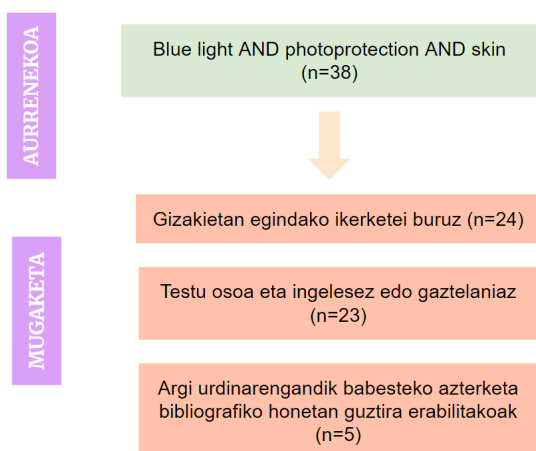 AURRENEKOA
Blue light AND photoprotection AND skin
(n=38)
MUGAKETA
Gizakietan egindako ikerketei buruz (n=24)
Testu osoa eta ingelesez edo gaztelaniaz
(n=23)
Argi urdinarengandik babesteko azterketa
bibliografiko honetan guztira erabilitakoak
(n=5)